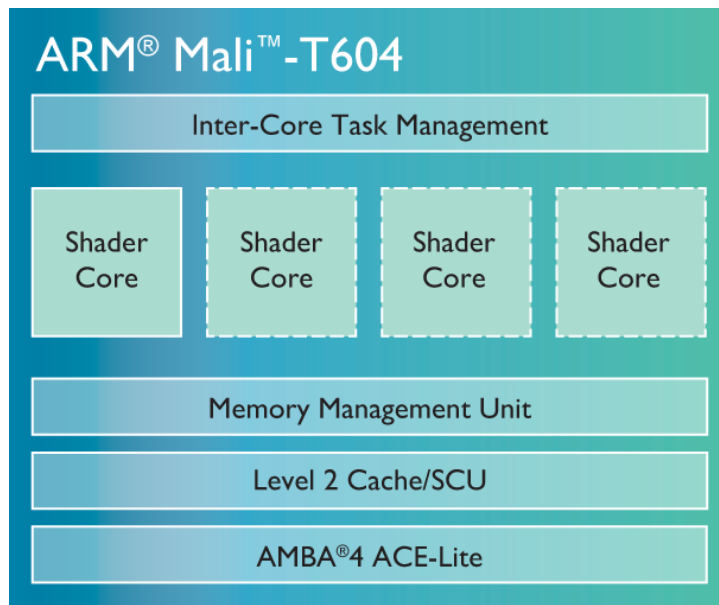 ARM® Mali™-T604
Inter-Core Task Management
Shader Core
Shader Core
Shader Core
Shader Core
Memory Management Unit
Level 2 Cache/SCU
AMBA®4 ACE-Lite